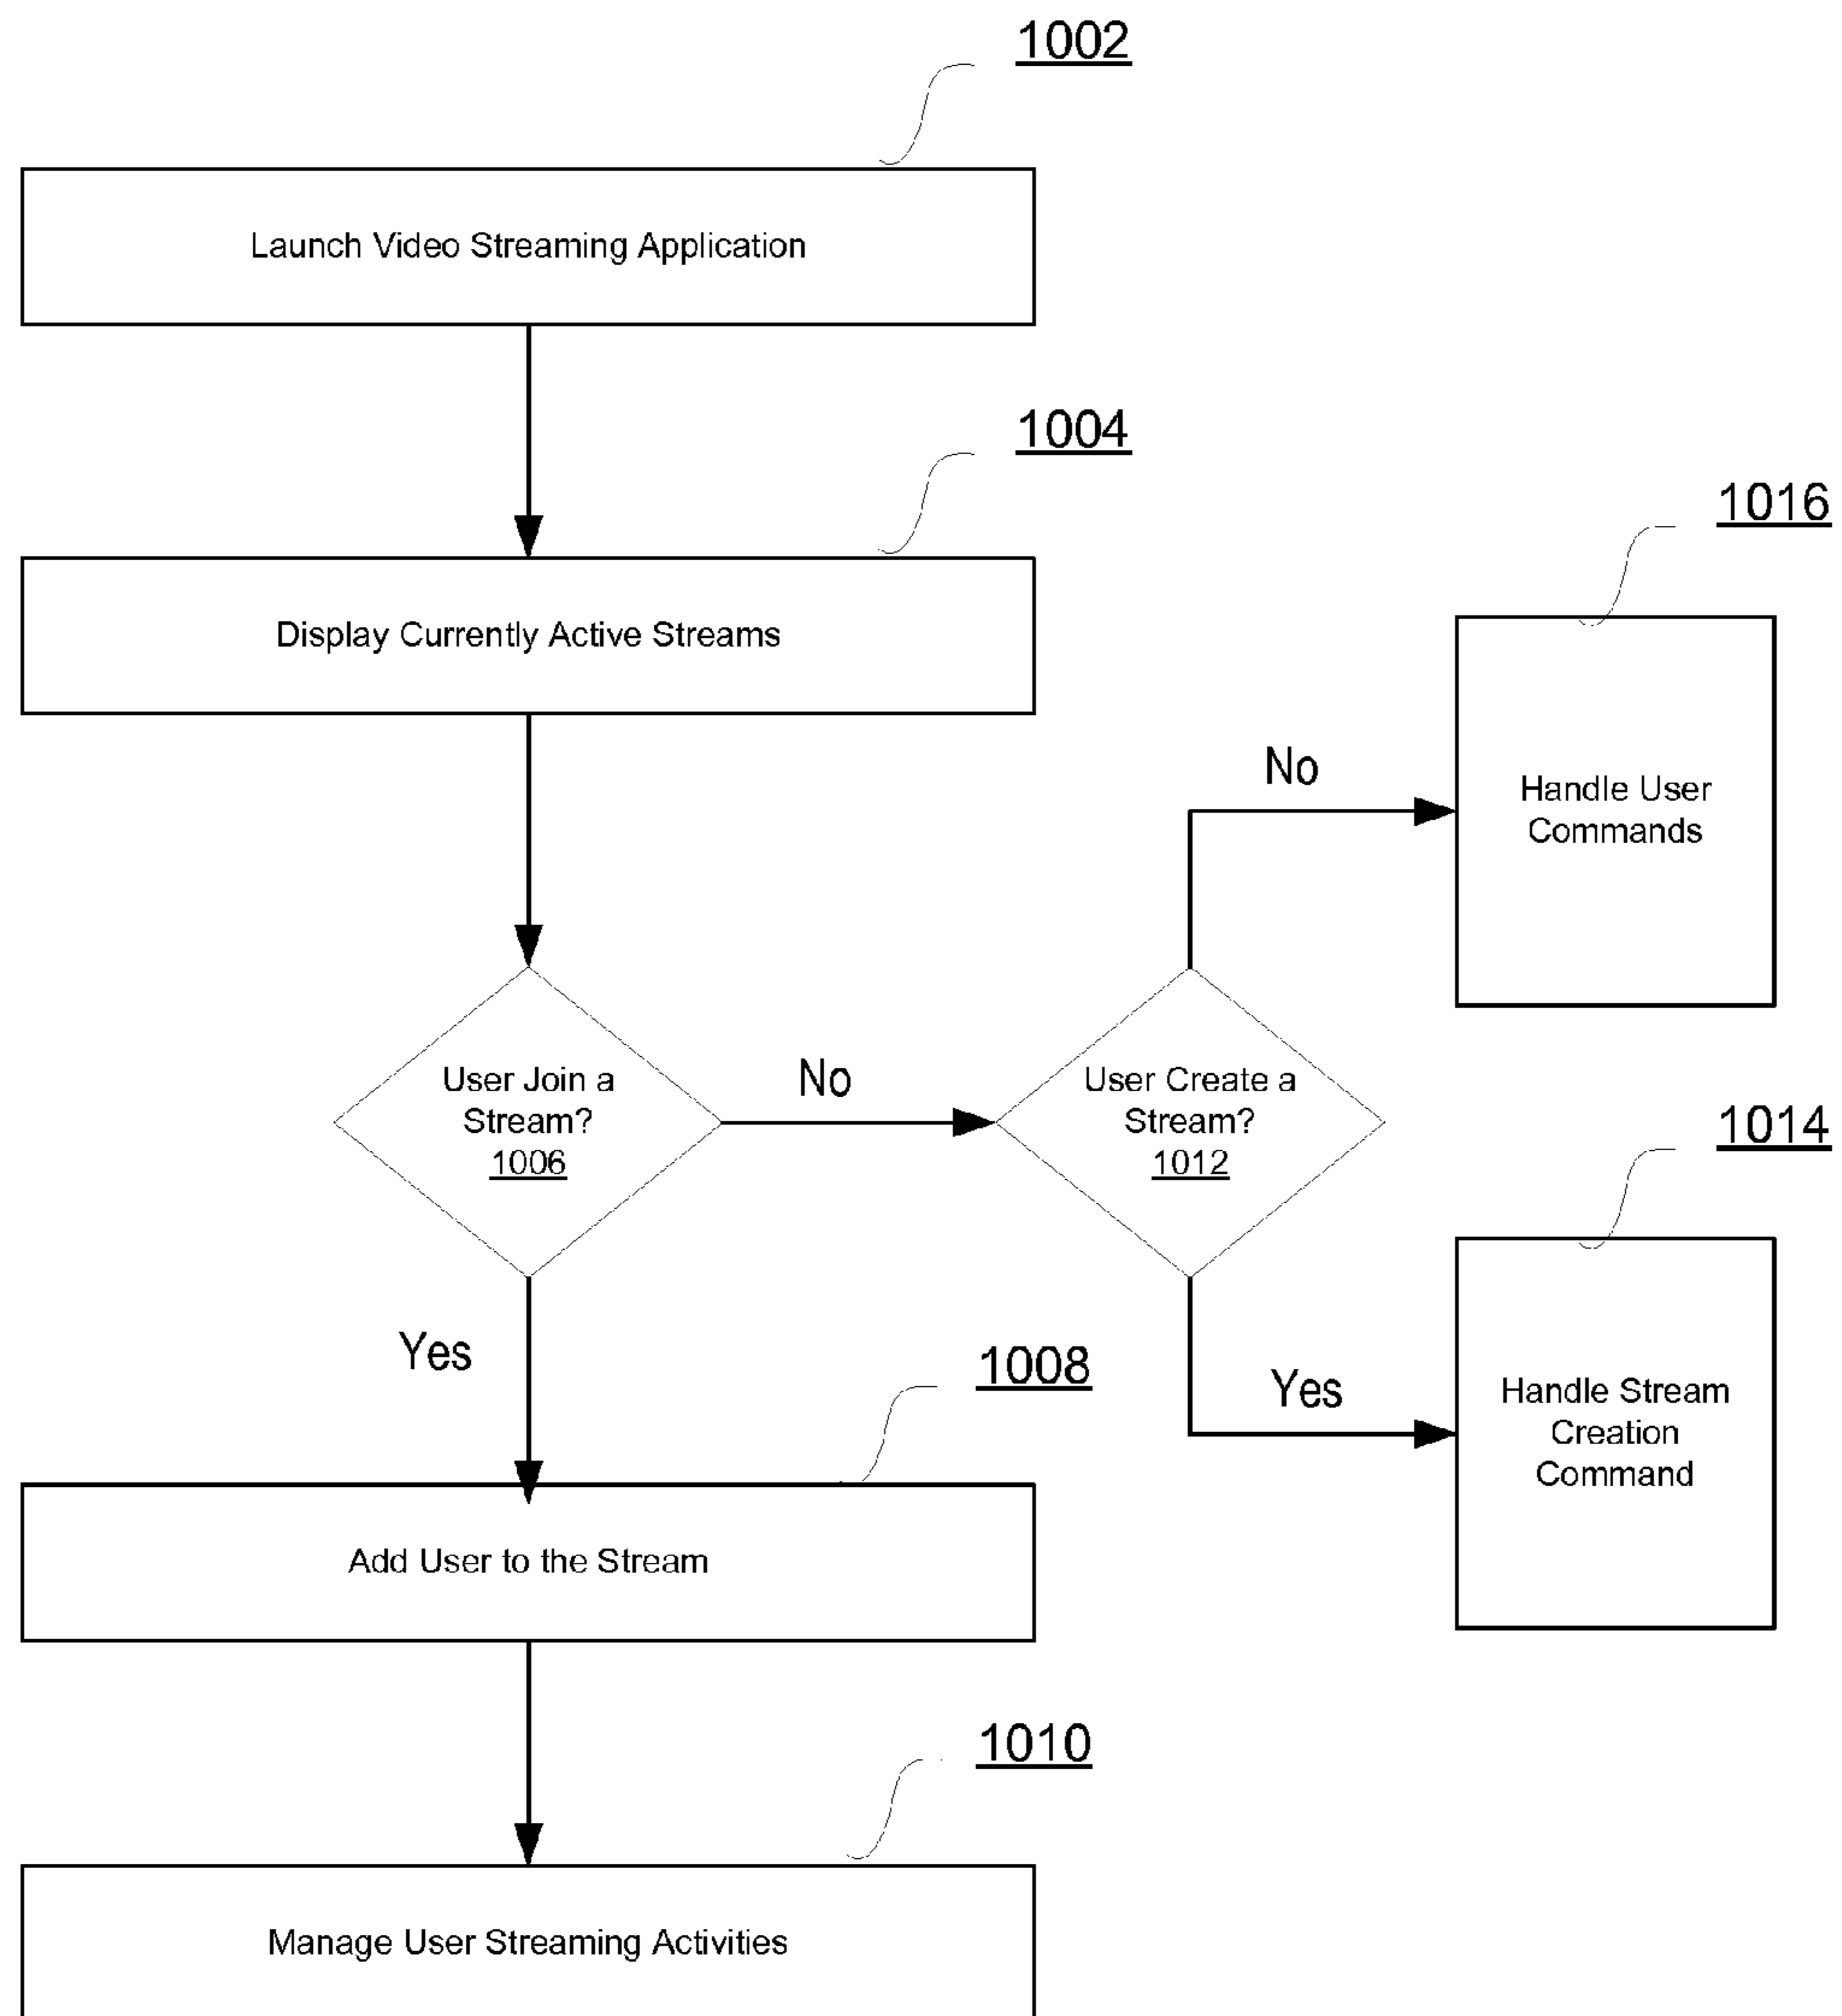 1002
Launch Video Streaming Application
1004
Display Currently Active Streams
1016
Handle User
Commands
No
User Join a
Stream?
1006
No
User Create a
Stream?
1012
1014
Yes
Yes
Handle Stream
Creation
Command
1008
Add User to the Stream
1010
Manage User Streaming Activities